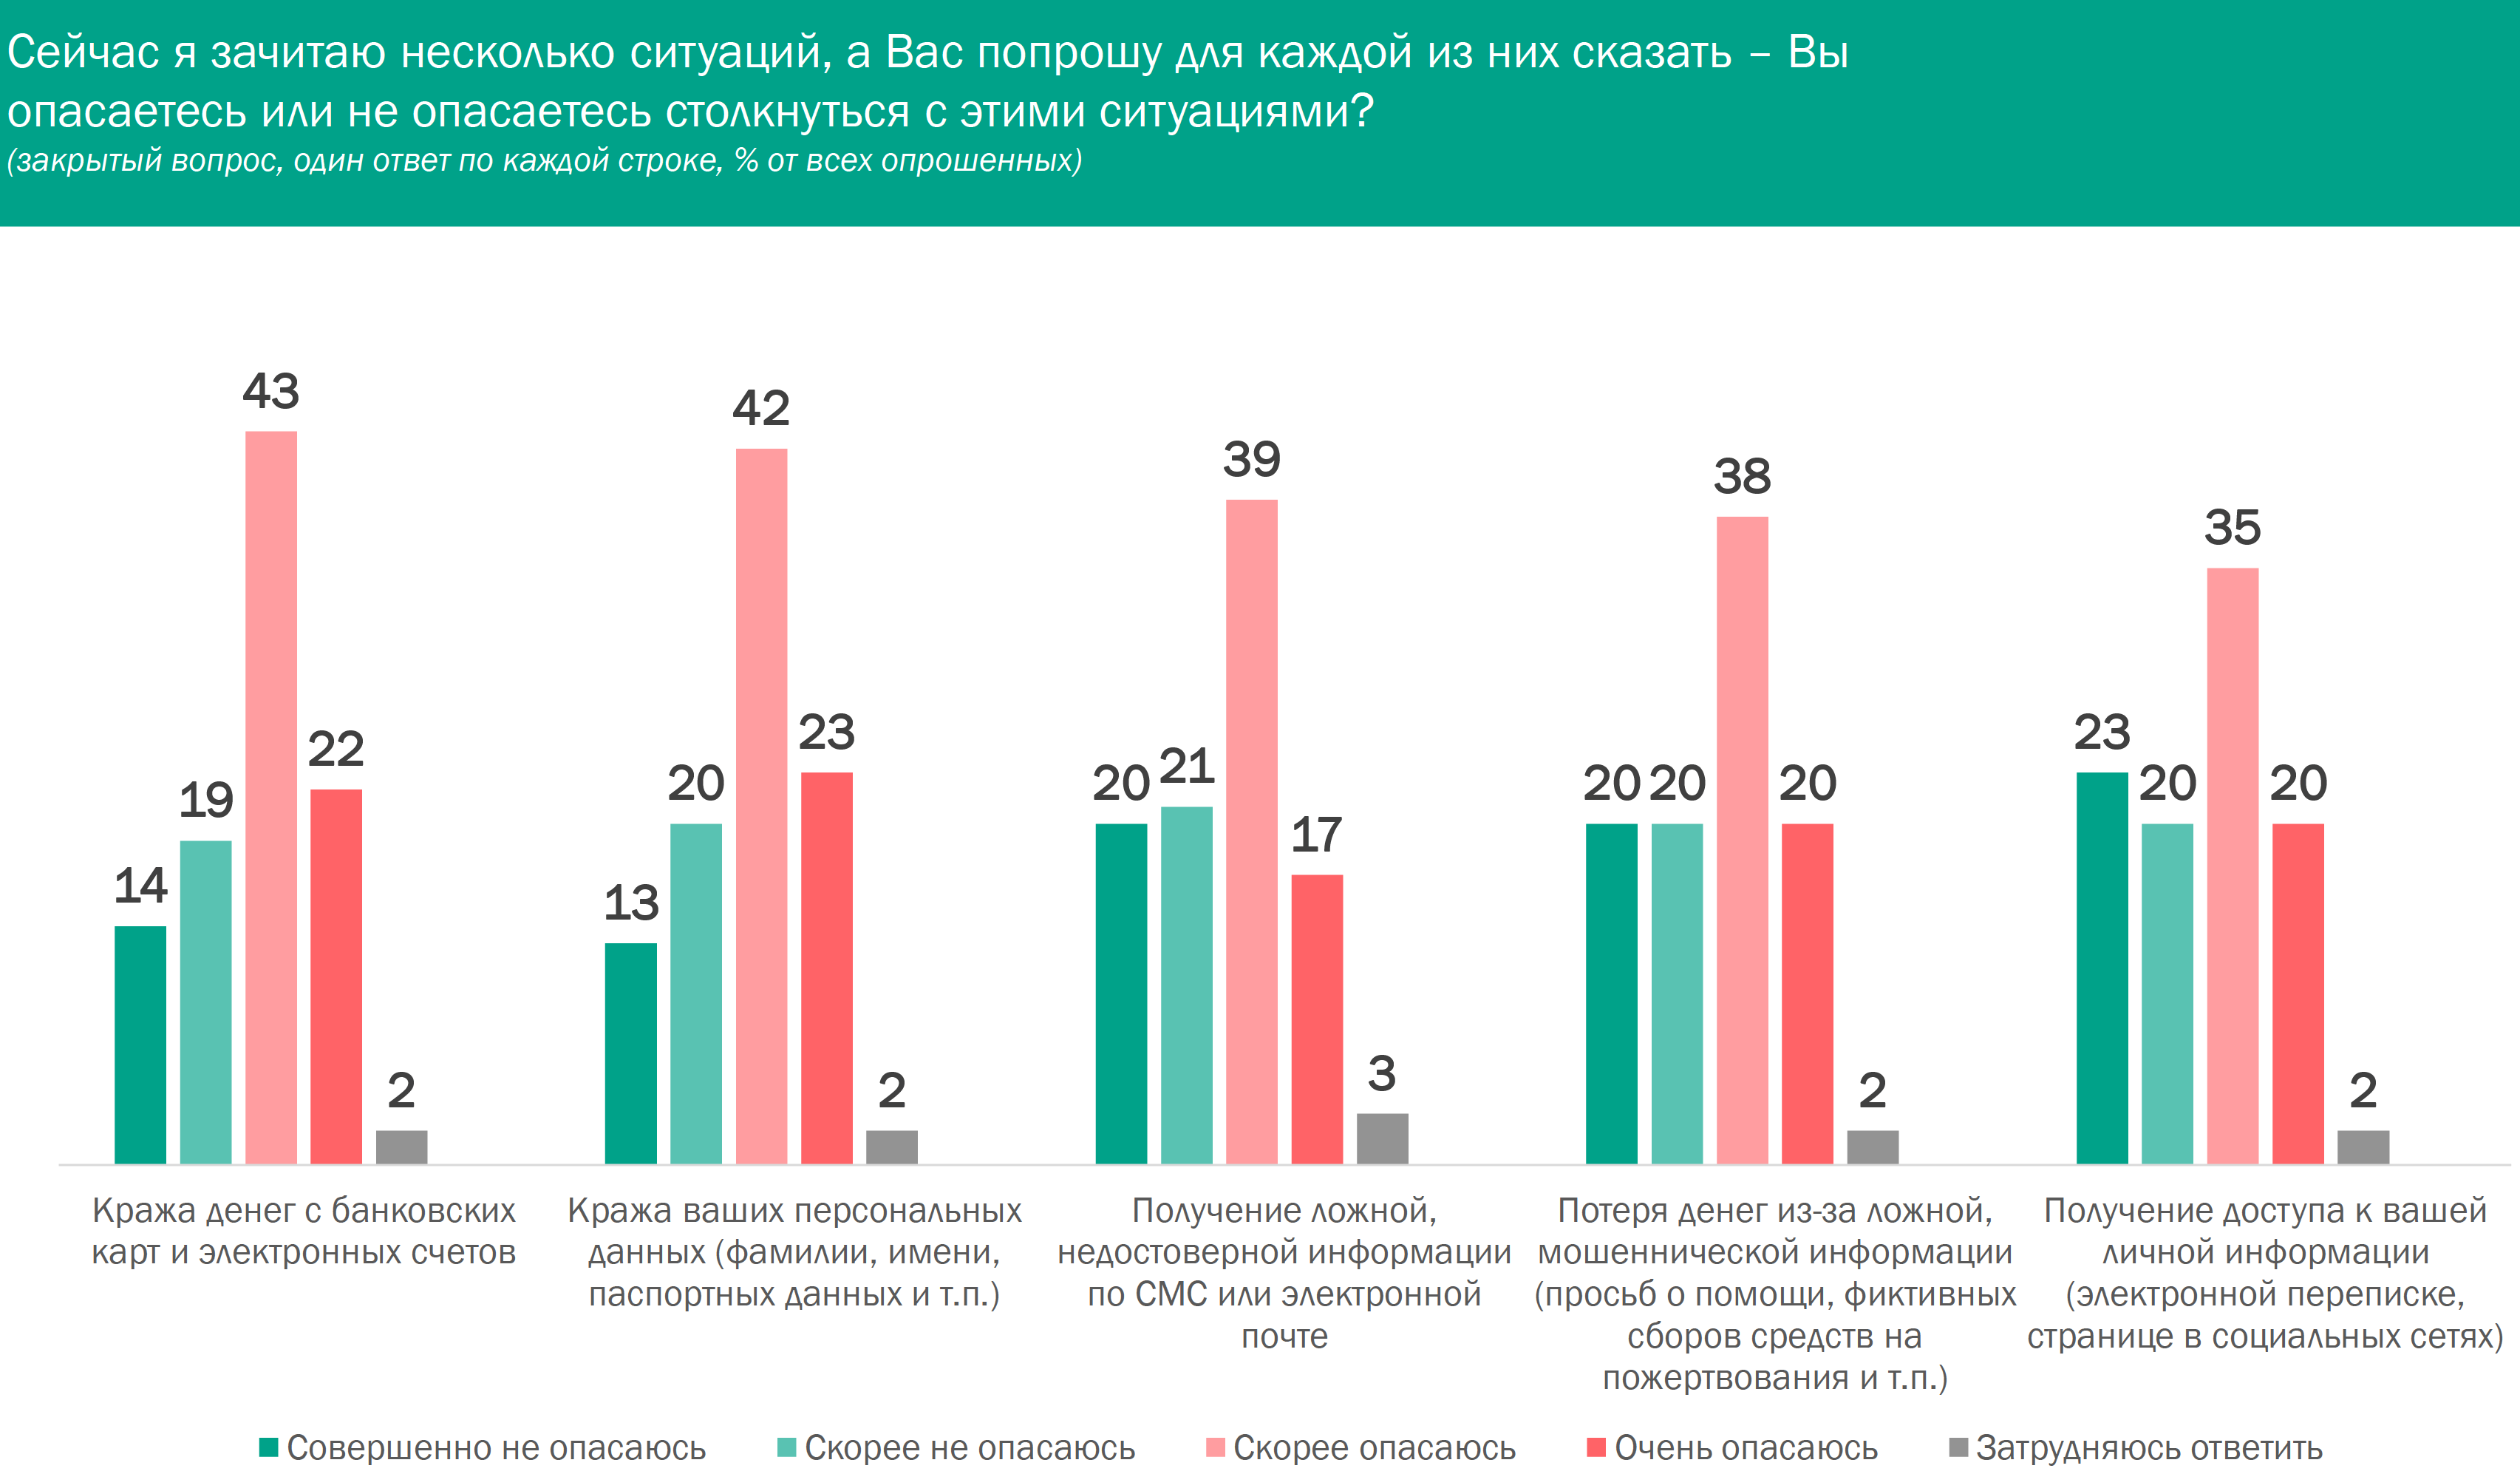 Сейчас я зачитаю несколько ситуаций, а Вас попрошу для каждой из них сказать – Вы
опасаетесь или не опасаетесь столкнуться с этими ситуациями?
(закрытый вопрос, один ответ по каждой строке, % от всех опрошенных)
14 19 43 22 2
13 20 42 23 2
20 21 39 17 3
20 20 38 20 2
23 20 35 20 2
Кража денег с банковских
карт и электронных счетов
Кража ваших персональных
данных (фамилии, имени,
паспортных данных и т.п.)
Получение ложной,
недостоверной информации
по СМС или электронной
почте
Потеря денег из-за ложной,
мошеннической информации
(просьб о помощи, фиктивных
сборов средств на
пожертвования и т.п.)
Получение доступа к вашей
личной информации
(электронной переписке,
странице в социальных сетях)
Совершенно не опасаюсь
Скорее не опасаюсь
Скорее опасаюсь
Очень опасаюсь
Затрудняюсь ответить